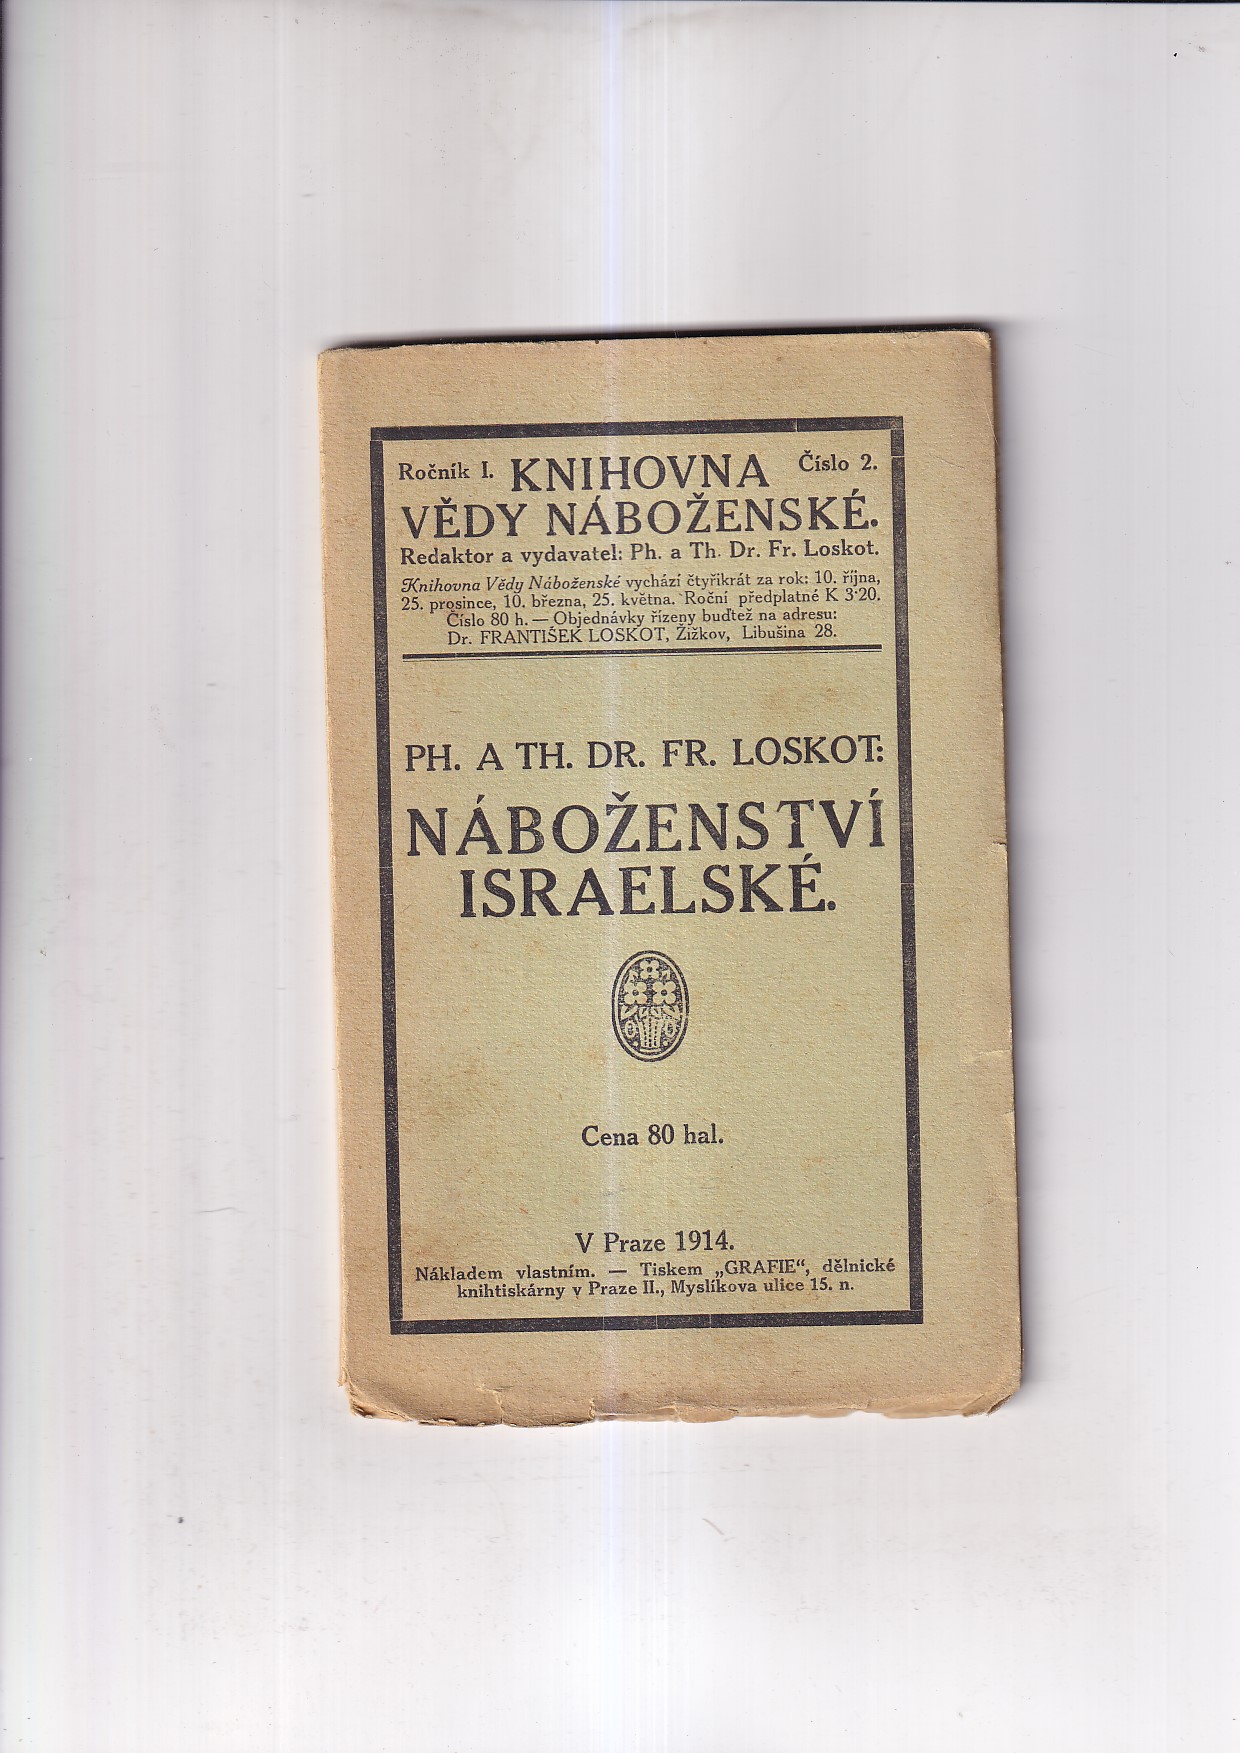 Ročník I. KNIHOVNA Číslo 2.
VĚDY NÁBOŽENSKÉ.
Redaktor a vydavatel: Ph. a Th. Dr. Fr. Loskot.
Knihovna Vědy Náboženské vychází čtyřikrát za rok: 10. října,
25. prosince, 10. března, 25. května. Roční předplatné K 3·20.
Číslo 80 h. — Objednávky řízeny buďtež na adresu:
Dr. FRANTIŠEK LOSKOT, Žižkov, Libušina 28.
PH. A TH. DR. FR. LOSKOT:
NÁBOŽENSTVÍ
ISRAELSKÉ.
Cena 80 hal.
V Praze 1914.
Nákladem vlastním. — Tiskem „GRAFIE“, dělnické
knihtiskárny v Praze II., Myslíkova ulice 15. n.